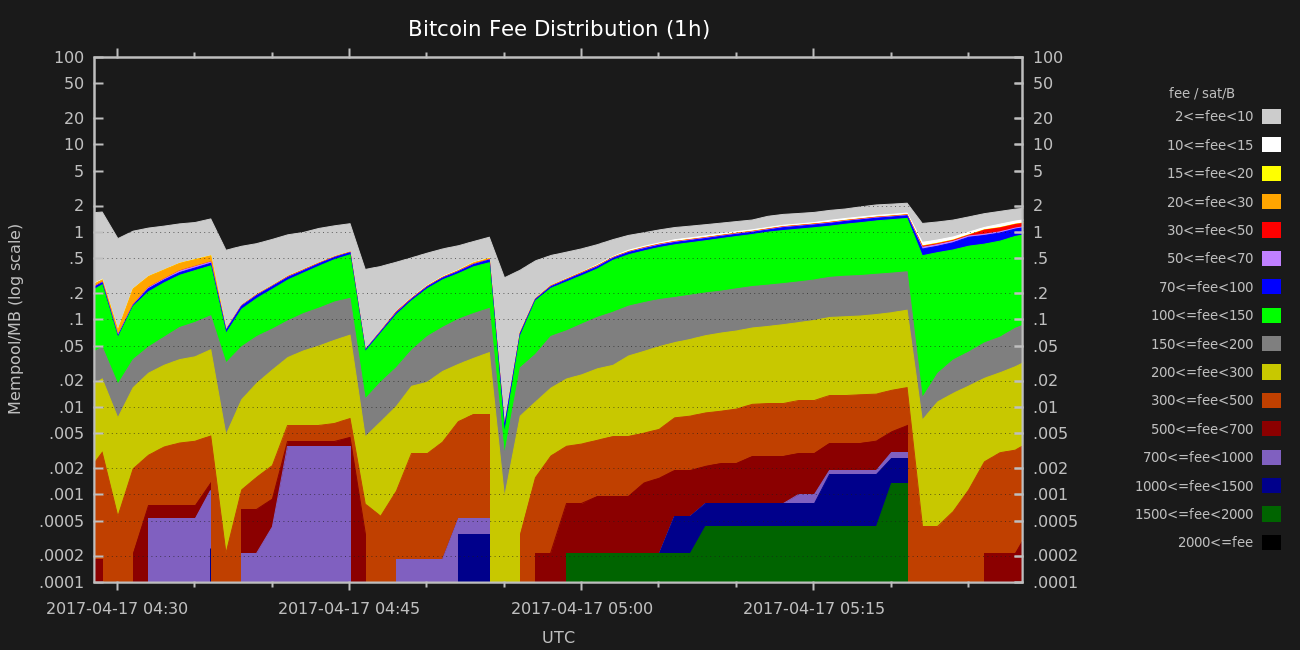 Bitcoin Fee Distribution (1h)
100
50
20
10
5
2
1
.5
.2
.1
.05
.02
.01
.005
.002
.001
.0005
.0002
.0001
Mempool/MB (log scale)
100
50
20
10
5
2
1
.5
.2
.1
.05
.02
.01
.005
.002
.001
.0005
.0002
.0001
2017-04-17 04:30 2017-04-17 04:45 2017-04-17 05:00 2017-04-17 05:15
UTC
fee / sat/B
2<=fee<10
10<=fee<15
15<=fee<20
20<=fee<30
30<=fee<50
50<=fee<70
70<=fee<100
100<=fee<150
150<=fee<200
200<=fee<300
300<=fee<500
500<=fee<700
700<=fee<1000
1000<=fee<1500
1500<=fee<2000
2000<=fee